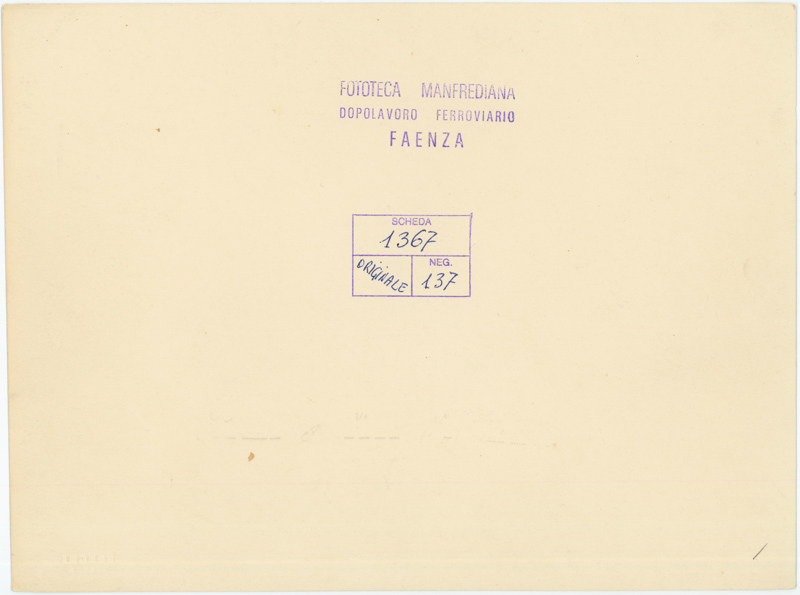 FOTOTECA MANFREDIANA
DOPOLAVORO FERROVIARIO
FAENZA
SCHEDA
1367
ORIGINALE
NEG.
137